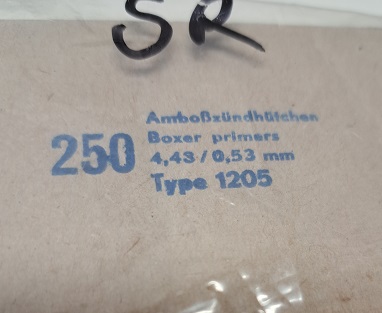 SR
Amboßzündhütchen
250 Boxer primers
4,43/0,53 mm
Type 1205